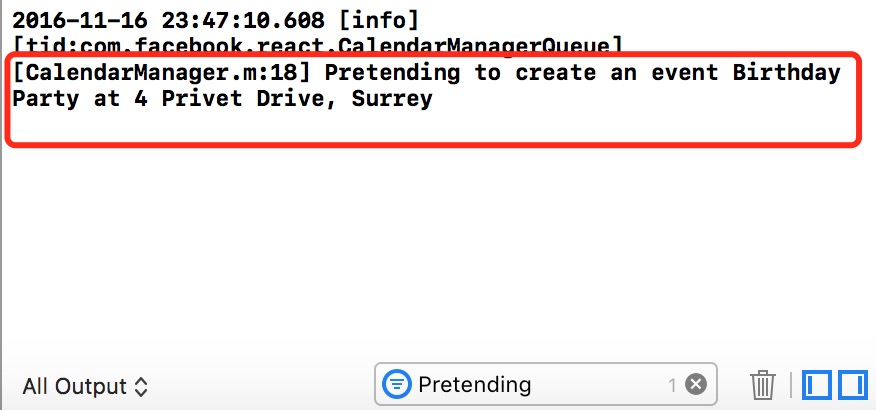 2016-11-16 23:47:10.608 [info]
[tid:com.facebook.react.CalendarManagerQueue]
[CalendarManager.m:18] Pretending to create an event Birthday
Party at 4 Privet Drive, Surrey
All Output
Pretending
1